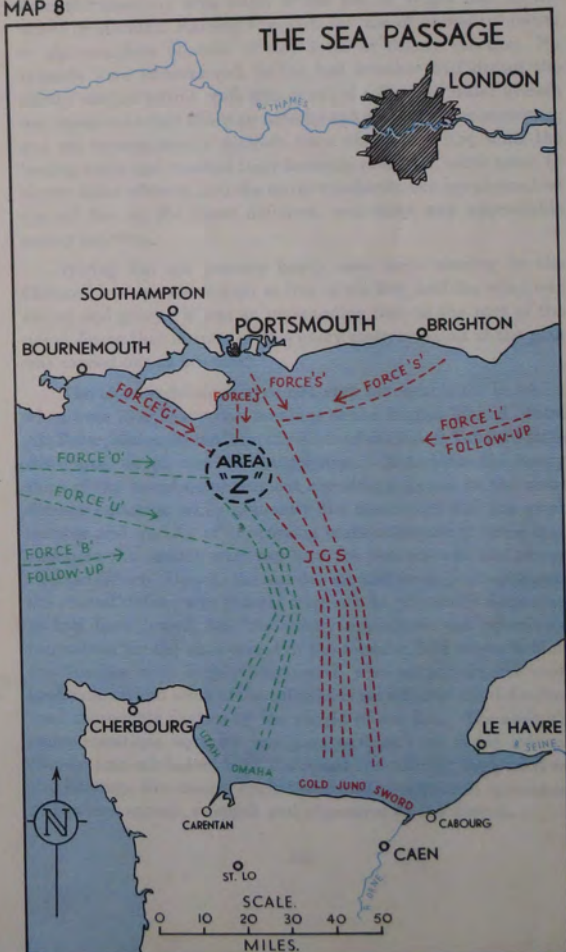 MAP 8
THE SEA PASSAGE
LONDON
R. THAMES
SOUTHAMPTON
PORTSMOUTH
BRIGHTON
BOURNEMOUTH
FORCE 'G'
FORCE 'J'
FORCE 'S'
FORCE 'S'
FORCE 'L'
FOLLOW-UP
FORCE 'O'
AREA
"Z"
FORCE 'U'
FORCE 'B'
FOLLOW-UP
U O J G S
CHERBOURG
LE HAVRE
R. SEINE
UTAH
OMAHA
GOLD JUNO SWORD
CARENTAN
CABOURG
CAEN
ST. LO
R. ORNE
N
SCALE.
0 10 20 30 40 50
MILES.